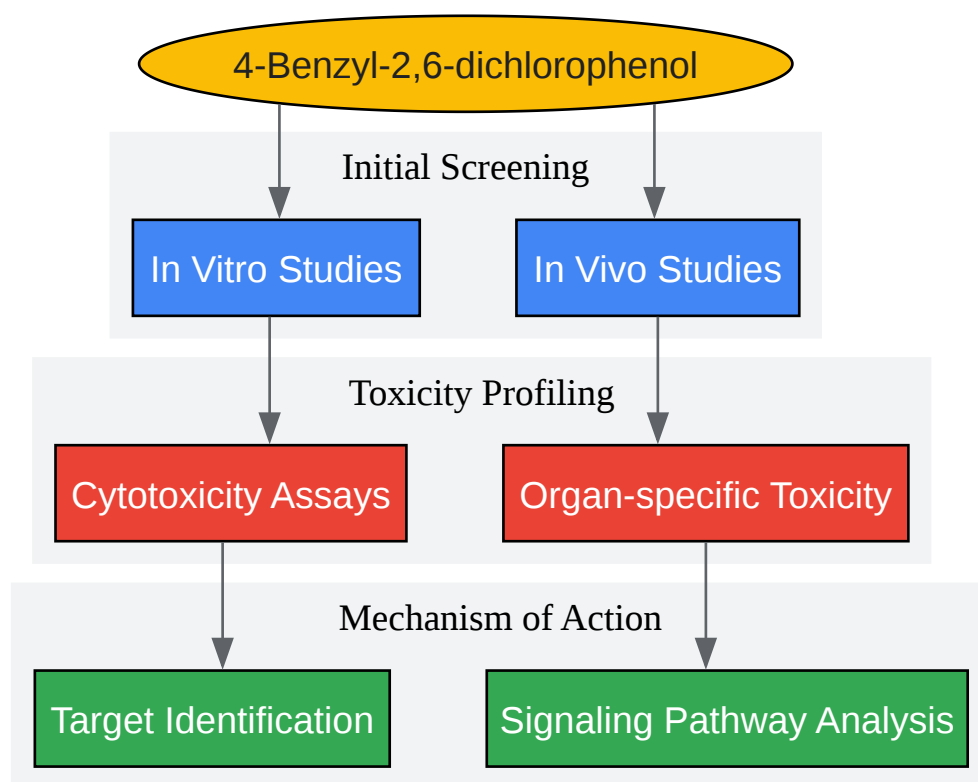 4-Benzyl-2,6-dichlorophenol
Initial Screening
In Vitro Studies
In Vivo Studies
Toxicity Profiling
Cytotoxicity Assays
Organ-specific Toxicity
Mechanism of Action
Target Identification
Signaling Pathway Analysis